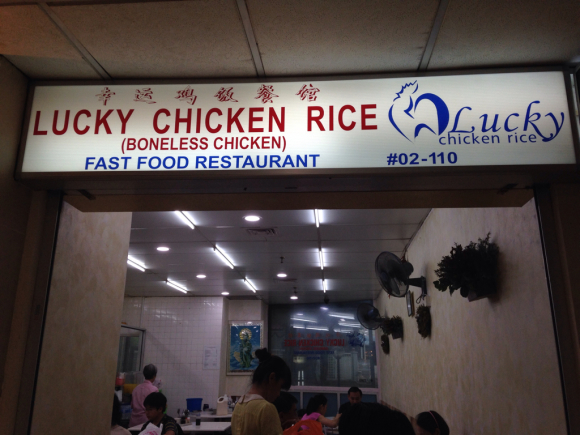 幸运鸡饭餐馆
LUCKY CHICKEN RICE
(BONELESS CHICKEN)
FAST FOOD RESTAURANT #02-110
Lucky
chicken rice